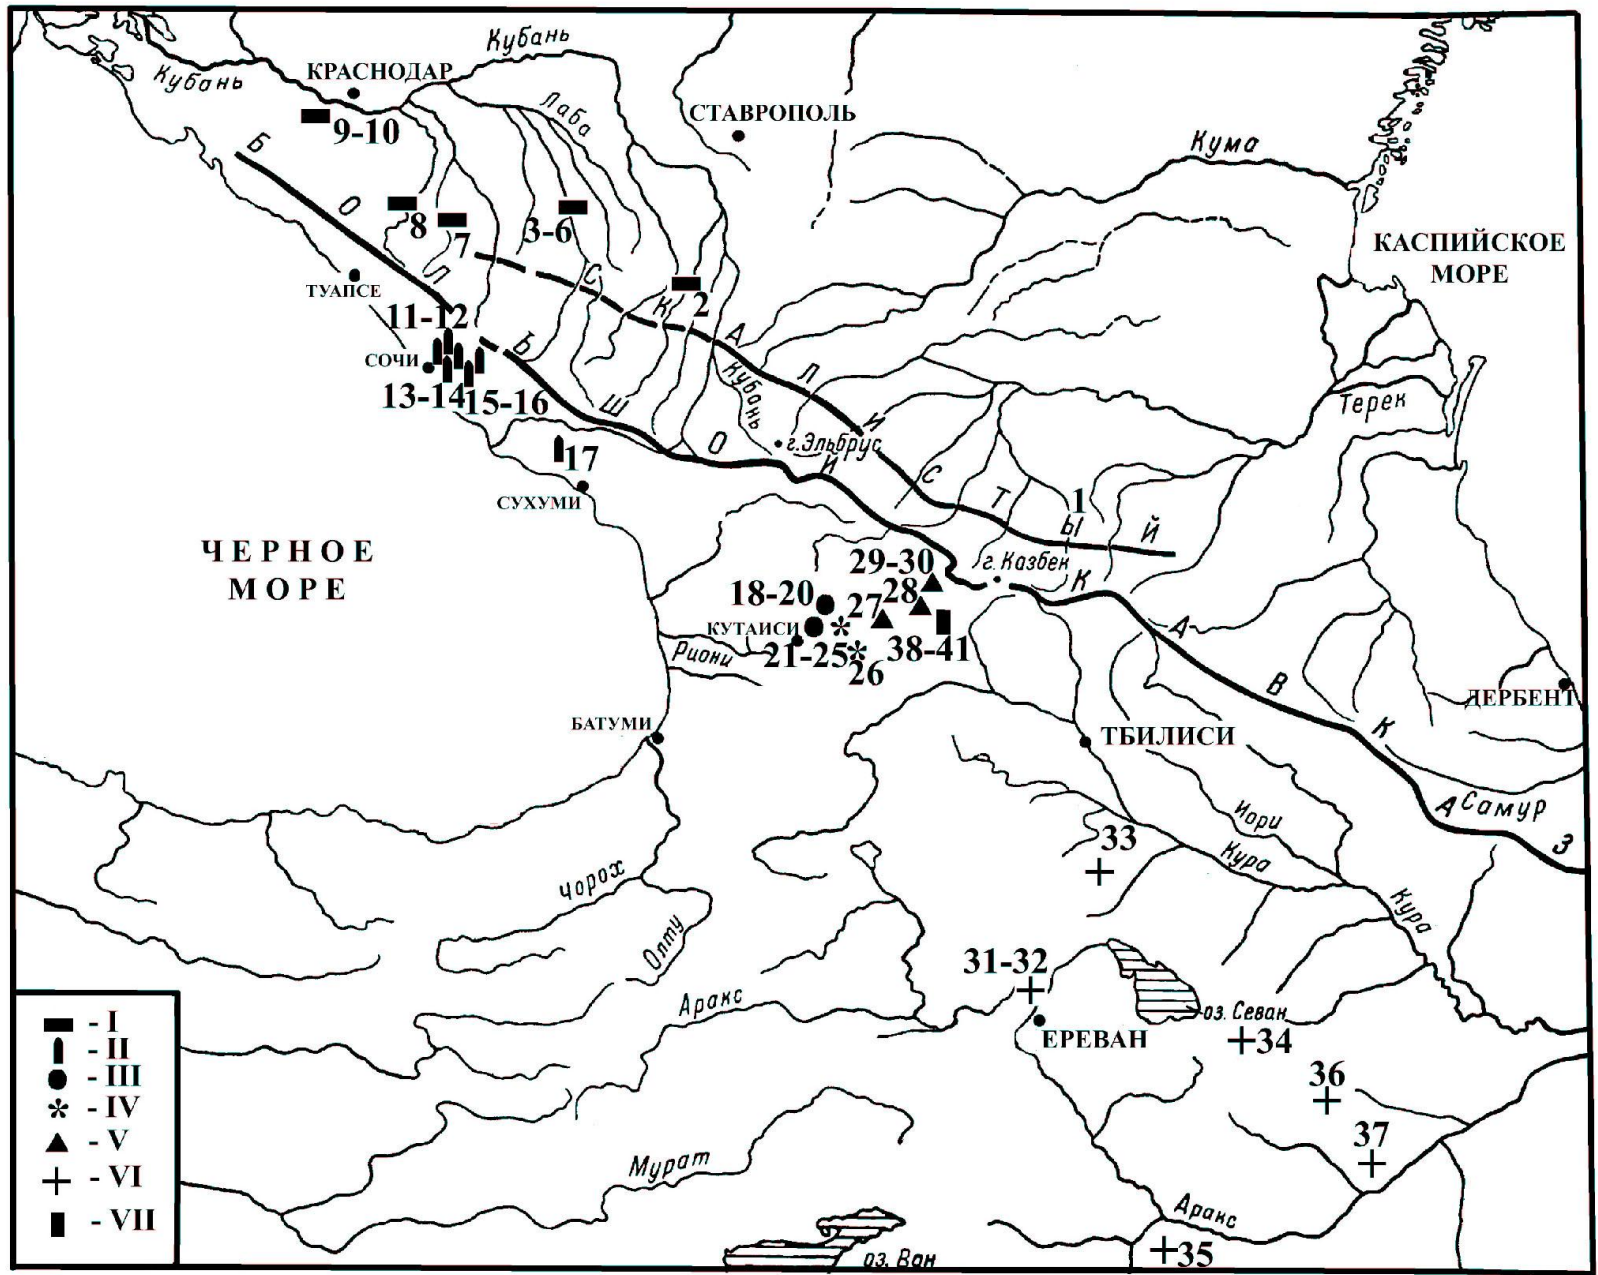 Кубань
Кубань
КРАСНОДАР
Лаба
СТАВРОПОЛЬ
9-10
Кума
БОЛЬШОЙ КАВКАЗ
СКАЛИСТЫЙ
8
7
3-6
КАСПИЙСКОЕ
МОРЕ
ТУАПСЕ
2
11-12
СОЧИ
13-14
15-16
Кубань
г.Эльбрус
Терек
17
СУХУМИ
1
ЧЕРНОЕ
МОРЕ
29-30
г.Казбек
18-20
27
28
КУТАИСИ
Риони
21-25
26
38-41
ДЕРБЕНТ
БАТУМИ
ТБИЛИСИ
Самур
Иори
33
Кура
Чорох
Кура
Олту
31-32
Аракс
оз. Севан
ЕРЕВАН
34
36
37
Мурат
Аракс
35
оз. Ван
- I
- II
- III
- IV
- V
- VI
- VII